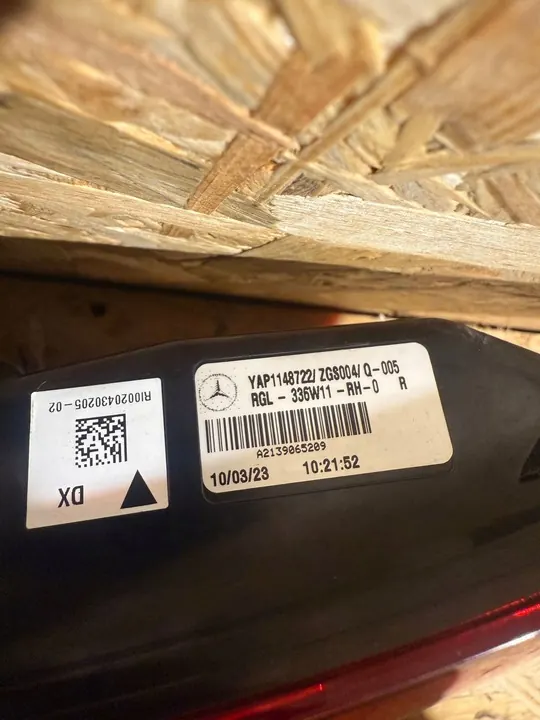 YAP1148722/ZGS004/Q-005
RGL - 336W11 - RH-0 R
A2139065209
10/03/23 10:21:52
RI0020430205-02
DX